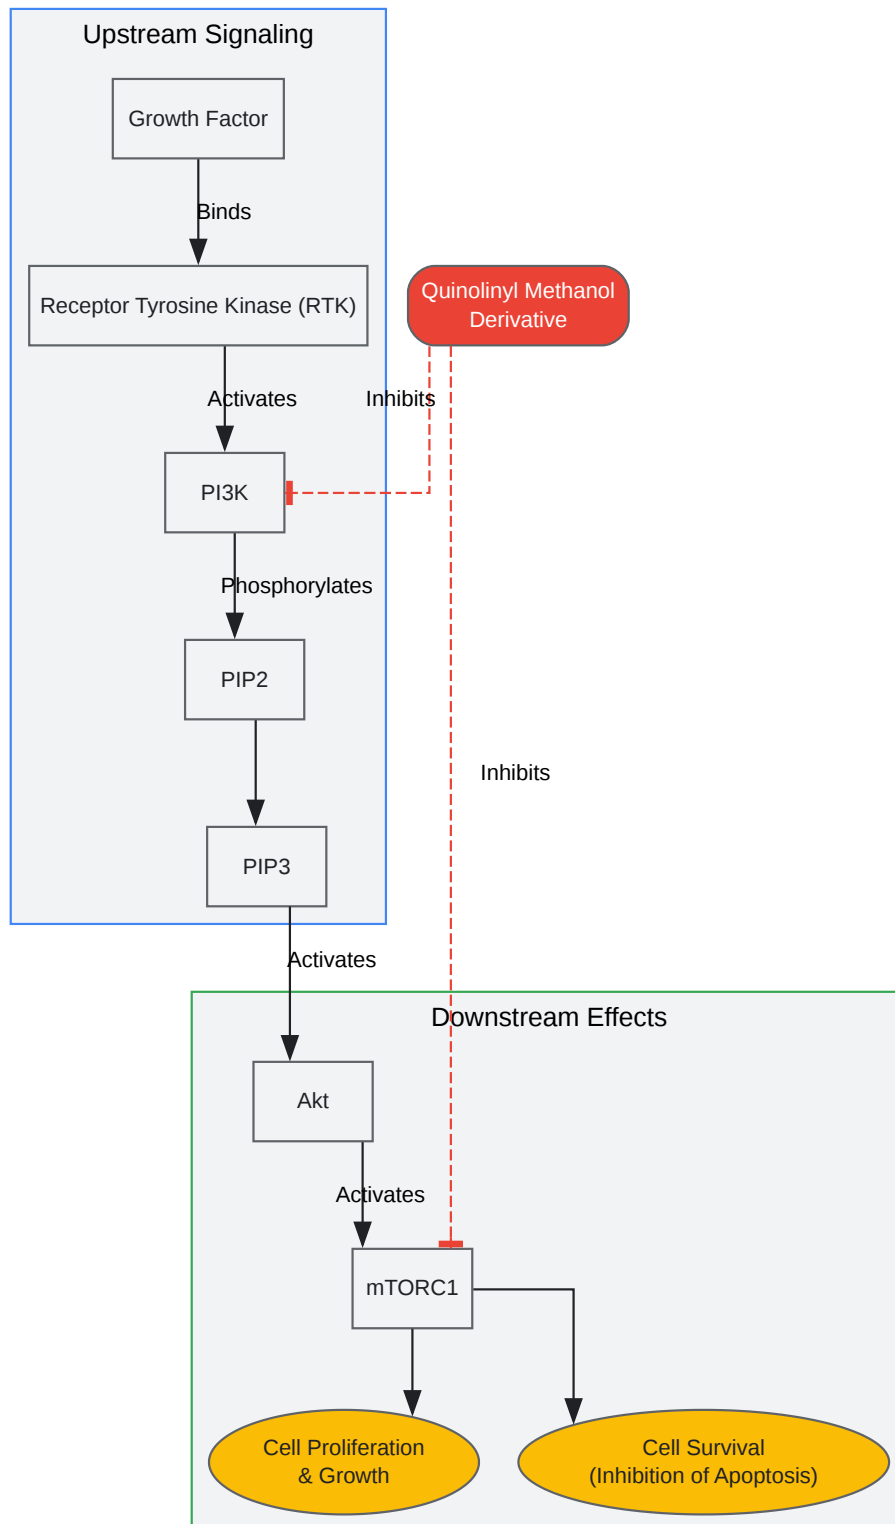 Upstream Signaling
Growth Factor
Binds
Receptor Tyrosine Kinase (RTK)
Quinolinyl Methanol
Derivative
Activates
Inhibits
PI3K
Phosphorylates
PIP2
Inhibits
PIP3
Activates
Downstream Effects
Akt
Activates
mTORC1
Cell Proliferation
& Growth
Cell Survival
(Inhibition of Apoptosis)